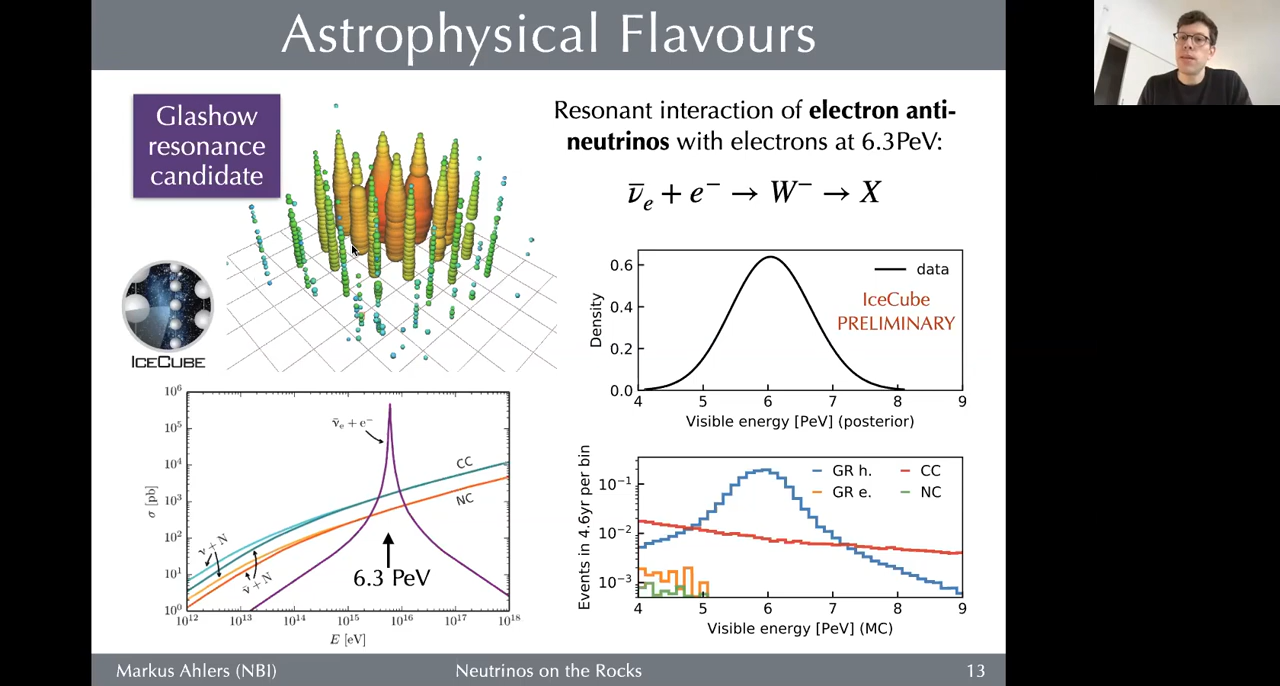 Astrophysical Flavours
Glashow
resonance
candidate
ICECUBE
Resonant interaction of electron anti-
neutrinos with electrons at 6.3PeV:
ν̅ₑ + e⁻ → W⁻ → X
0.6
0.4
0.2
0.0
Density
data
IceCube
PRELIMINARY
4 5 6 7 8 9
Visible energy [PeV] (posterior)
10⁶
10⁵
10⁴
10³
10²
10¹
10⁰
σ [pb]
ν̅ₑ + e⁻
CC
NC
ν + N
ν̅ + N
6.3 PeV
10¹² 10¹³ 10¹⁴ 10¹⁵ 10¹⁶ 10¹⁷ 10¹⁸
E [eV]
Events in 4.6yr per bin
10⁻¹
10⁻²
10⁻³
GR h. CC
GR e. NC
4 5 6 7 8 9
Visible energy [PeV] (MC)
Markus Ahlers (NBI) Neutrinos on the Rocks 13